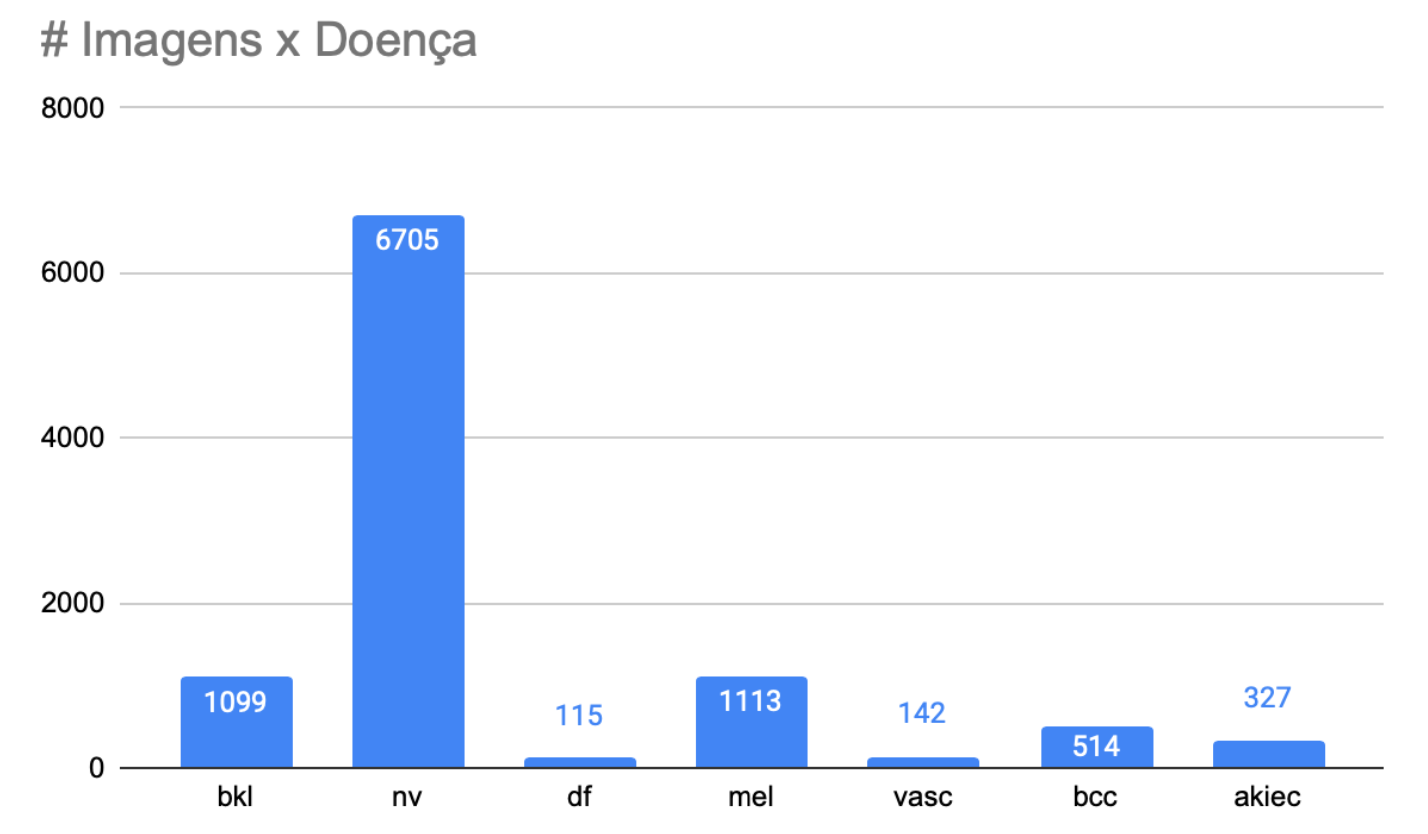 # Imagens x Doença
8000
6000
4000
2000
0
1099
6705
115
1113
142
514
327
bkl
nv
df
mel
vasc
bcc
akiec